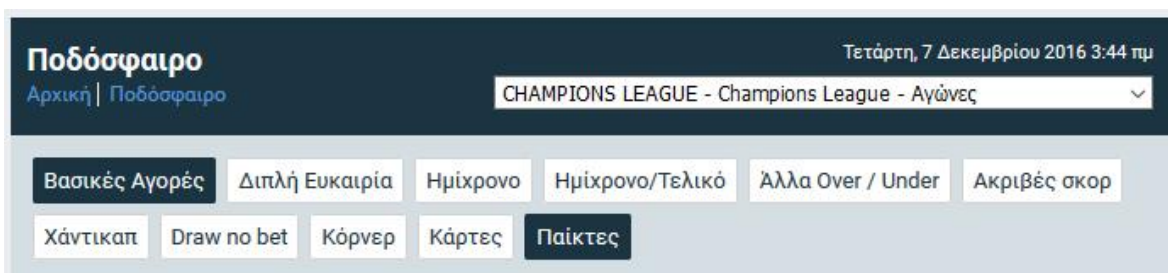 Ποδόσφαιρο
Τετάρτη, 7 Δεκεμβρίου 2016 3:44 πμ
Αρχική | Ποδόσφαιρο
CHAMPIONS LEAGUE - Champions League - Αγώνες
Βασικές Αγορές Διπλή Ευκαιρία Ημίχρονο Ημίχρονο/Τελικό Άλλα Over / Under Ακριβές σκορ
Χάντικαπ Draw no bet Κόρνερ Κάρτες Παίκτες